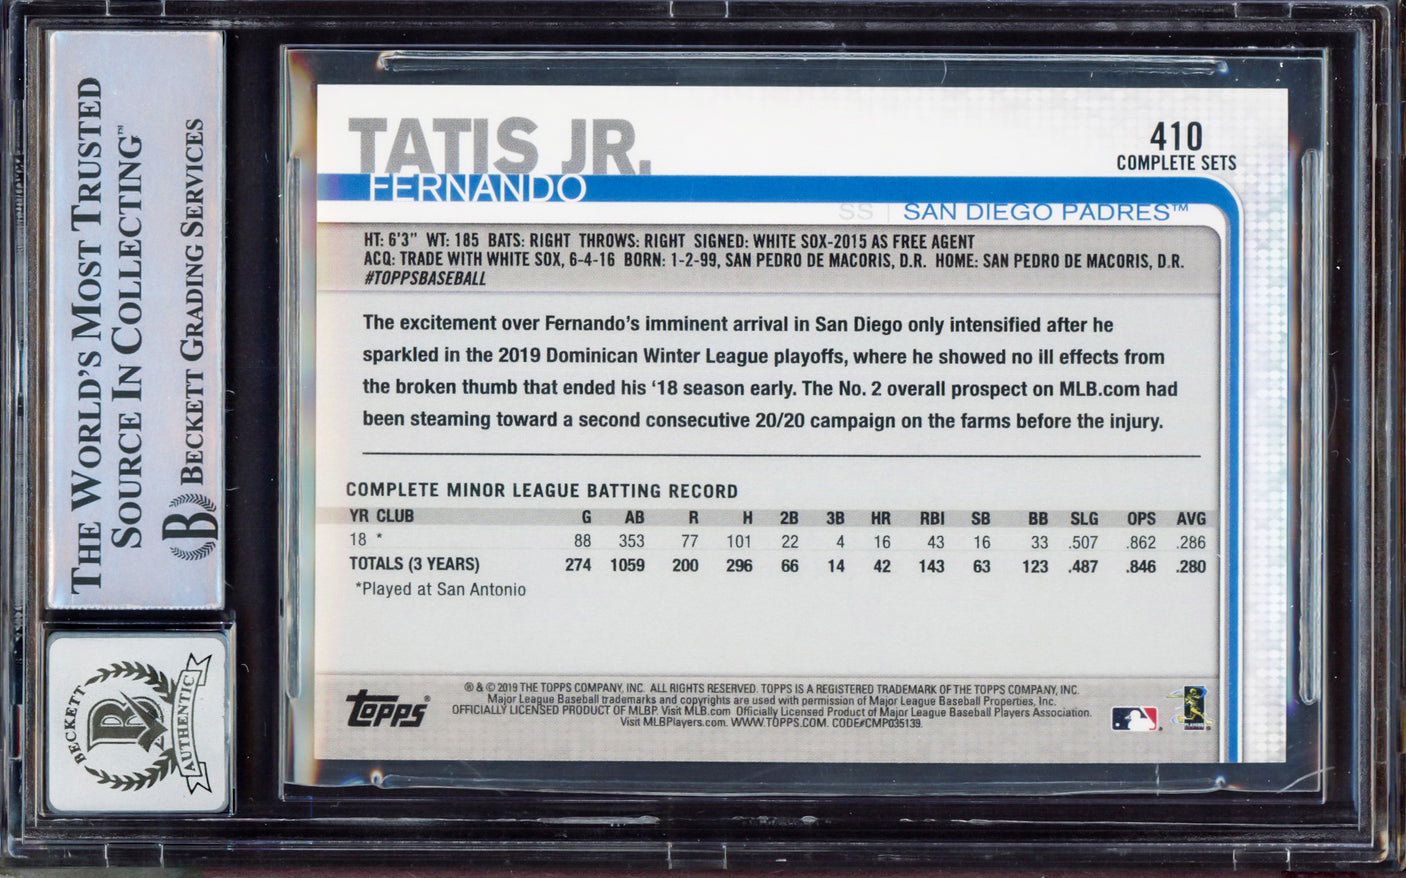 THE WORLD'S MOST TRUSTED
SOURCE IN COLLECTING™
BECKETT GRADING SERVICES
B
BECKETT
AUTHENTIC
TATIS JR.
FERNANDO
410
COMPLETE SETS
SS | SAN DIEGO PADRES™
HT: 6'3" WT: 185 BATS: RIGHT THROWS: RIGHT SIGNED: WHITE SOX-2015 AS FREE AGENT
ACQ: TRADE WITH WHITE SOX, 6-4-16 BORN: 1-2-99, SAN PEDRO DE MACORIS, D.R. HOME: SAN PEDRO DE MACORIS, D.R.
#TOPPSBASEBALL
The excitement over Fernando's imminent arrival in San Diego only intensified after he
sparkled in the 2019 Dominican Winter League playoffs, where he showed no ill effects from
the broken thumb that ended his '18 season early. The No. 2 overall prospect on MLB.com had
been steaming toward a second consecutive 20/20 campaign on the farms before the injury.
COMPLETE MINOR LEAGUE BATTING RECORD
YR CLUB G AB R H 2B 3B HR RBI SB BB SLG OPS AVG
18 * 88 353 77 101 22 4 16 43 16 33 .507 .862 .286
TOTALS (3 YEARS) 274 1059 200 296 66 14 42 143 63 123 .487 .846 .280
*Played at San Antonio
topps®
® & © 2019 THE TOPPS COMPANY, INC. ALL RIGHTS RESERVED. TOPPS IS A REGISTERED TRADEMARK OF THE TOPPS COMPANY, INC.
Major League Baseball trademarks and copyrights are used with permission of Major League Baseball Properties, Inc.
OFFICIALLY LICENSED PRODUCT OF MLBP. Visit MLB.com Officially Licensed Product of Major League Baseball Players Association.
Visit MLBPlayers.com. WWW.TOPPS.COM. CODE#CMP035139.